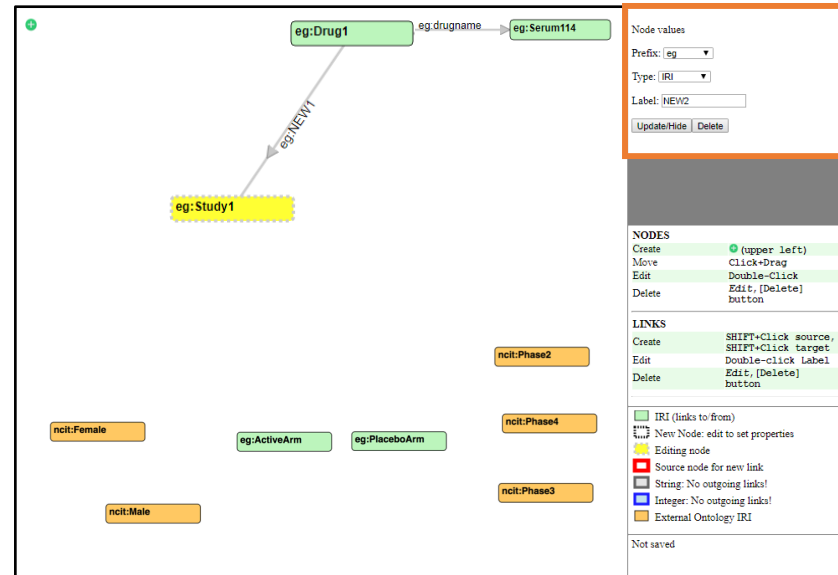 eg:Drug1
eg:drugname
eg:Serum114
eg:NEW1
eg:Study1
ncit:Phase2
ncit:Phase4
ncit:Female
eg:ActiveArm
eg:PlaceboArm
ncit:Phase3
ncit:Male
Node values
Prefix: eg
Type: IRI
Label: NEW2
Update/Hide Delete
NODES
Create (upper left)
Move Click+Drag
Edit Double-Click
Delete Edit,[Delete]
button
LINKS
Create SHIFT+Click source,
SHIFT+Click target
Edit Double-click Label
Delete Edit,[Delete]
button
IRI (links to/from)
New Node: edit to set properties
Editing node
Source node for new link
String: No outgoing links!
Integer: No outgoing links!
External Ontology IRI
Not saved